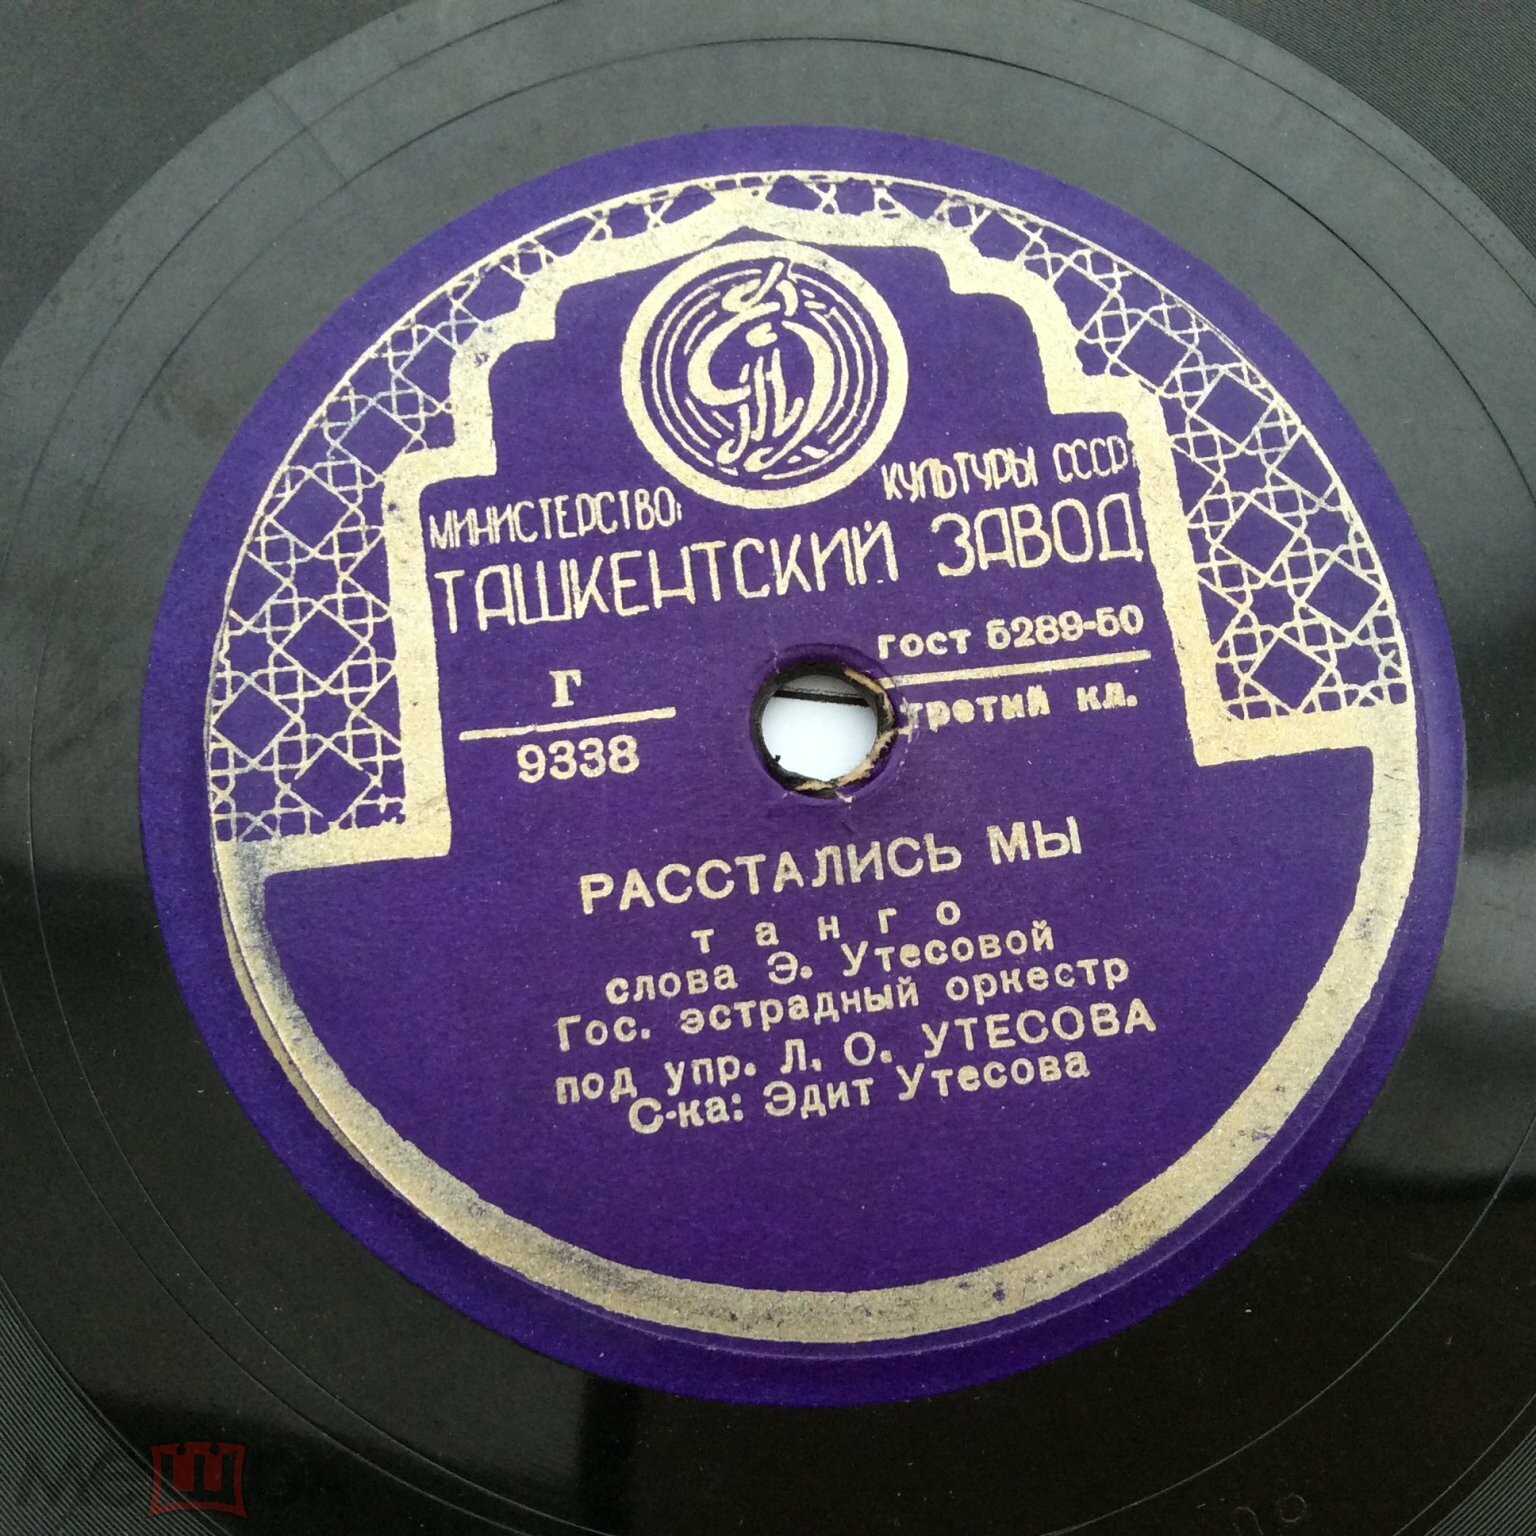 МИНИСТЕРСТВО КУЛЬТУРЫ СССР
ТАШКЕНТСКИЙ ЗАВОД
ГОСТ 5289-50
Г
третий кл.
9338
РАССТАЛИСЬ МЫ
танго
слова Э. Утесовой
Гос. эстрадный оркестр
под упр. Л. О. УТЕСОВА
С-ка: Эдит Утесова